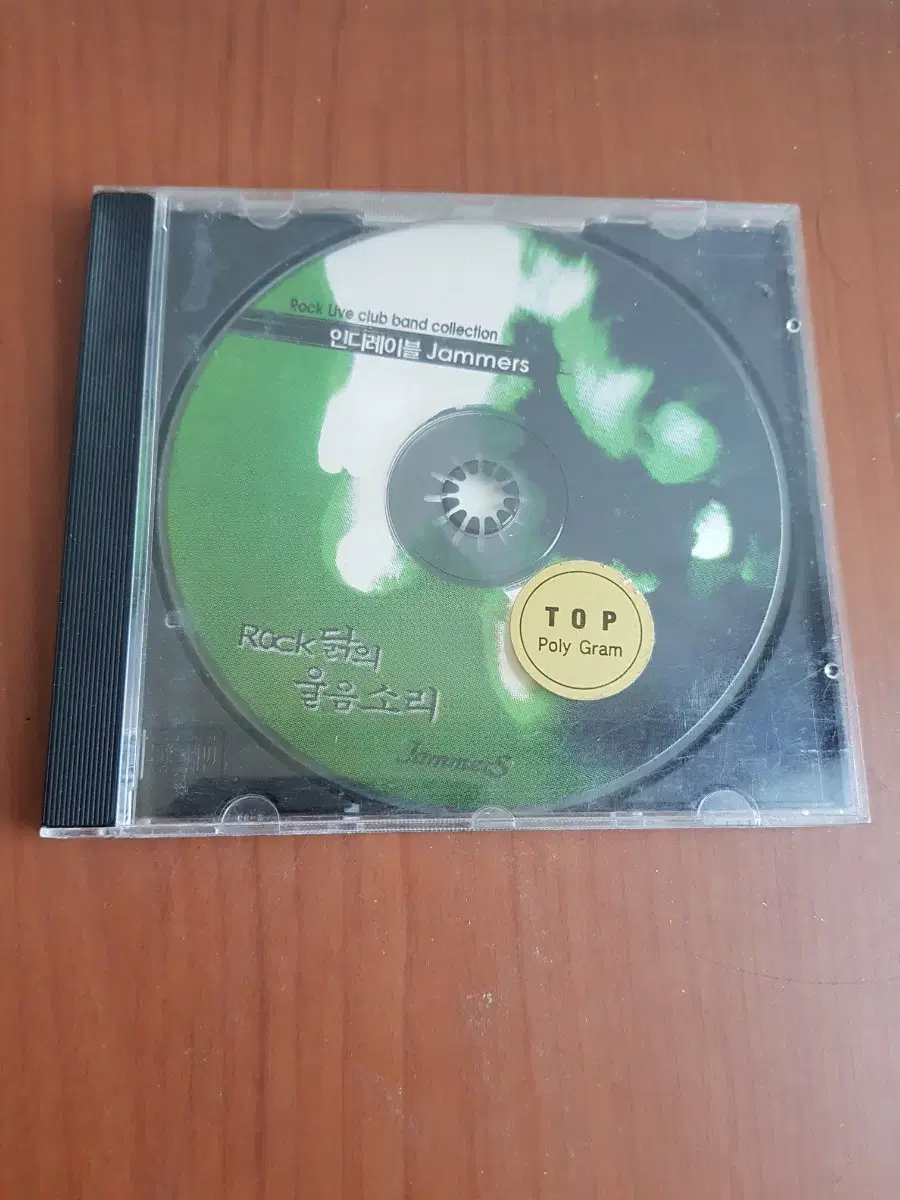 Rock Live club band collection
인디레이블 Jammers
TOP
Poly Gram
Rock 닭의
울음소리
JammerS